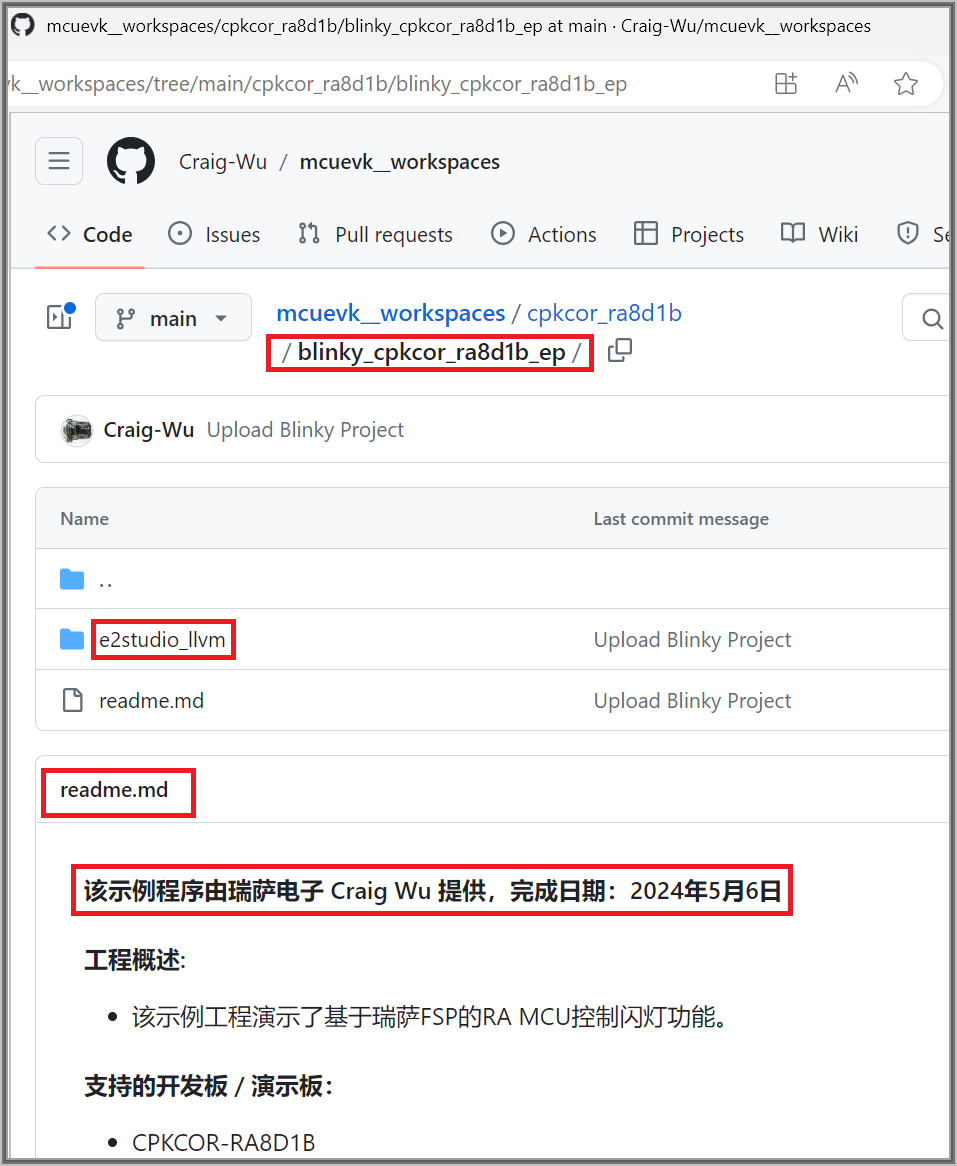 mcuevk__workspaces/cpkcor_ra8d1b/blinky_cpkcor_ra8d1b_ep at main · Craig-Wu/mcuevk__workspaces
k__workspaces/tree/main/cpkcor_ra8d1b/blinky_cpkcor_ra8d1b_ep
Craig-Wu / mcuevk__workspaces
Code Issues Pull requests Actions Projects Wiki
main
mcuevk__workspaces / cpkcor_ra8d1b
/ blinky_cpkcor_ra8d1b_ep /
Craig-Wu Upload Blinky Project
Name Last commit message
..
e2studio_llvm Upload Blinky Project
readme.md Upload Blinky Project
readme.md
该示例程序由瑞萨电子 Craig Wu 提供，完成日期：2024年5月6日
工程概述:
• 该示例工程演示了基于瑞萨FSP的RA MCU控制闪灯功能。
支持的开发板 / 演示板：
• CPKCOR-RA8D1B